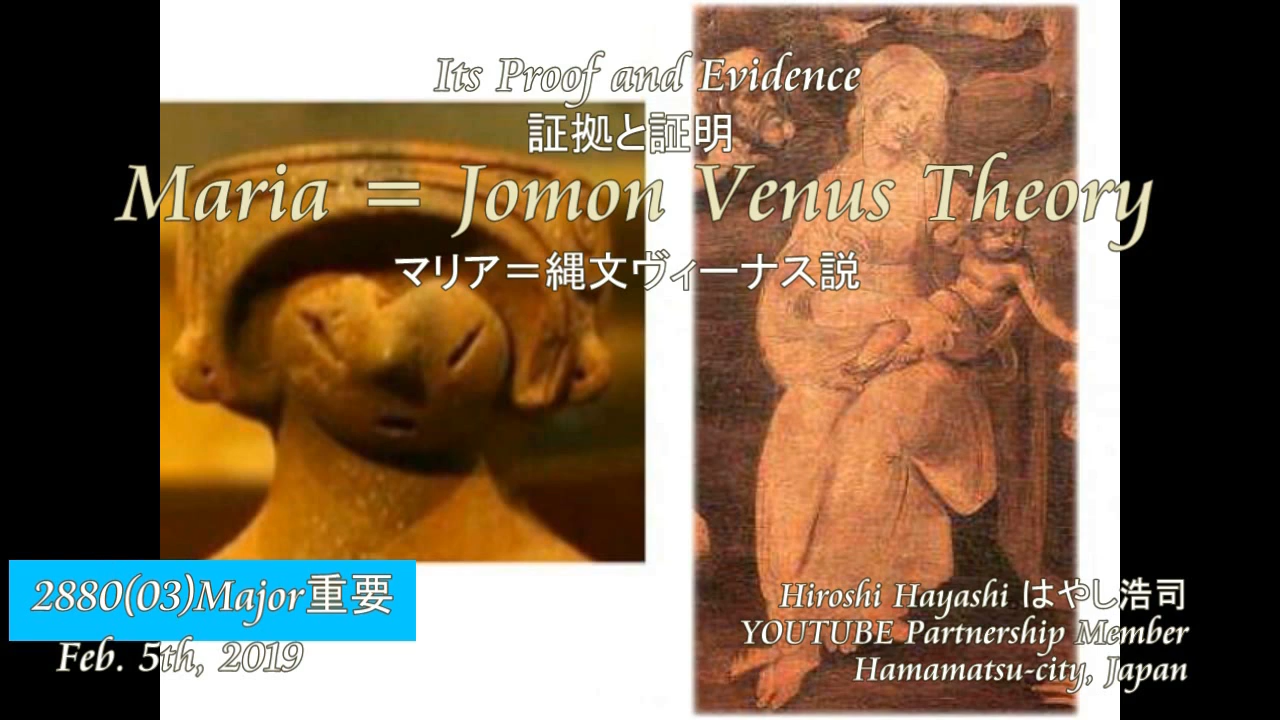 Its Proof and Evidence
証拠と証明
Maria = Jomon Venus Theory
マリア＝縄文ヴィーナス説
2880(03)Major重要
Feb. 5th, 2019
Hiroshi Hayashi はやし浩司
YOUTUBE Partnership Member
Hamamatsu-city, Japan